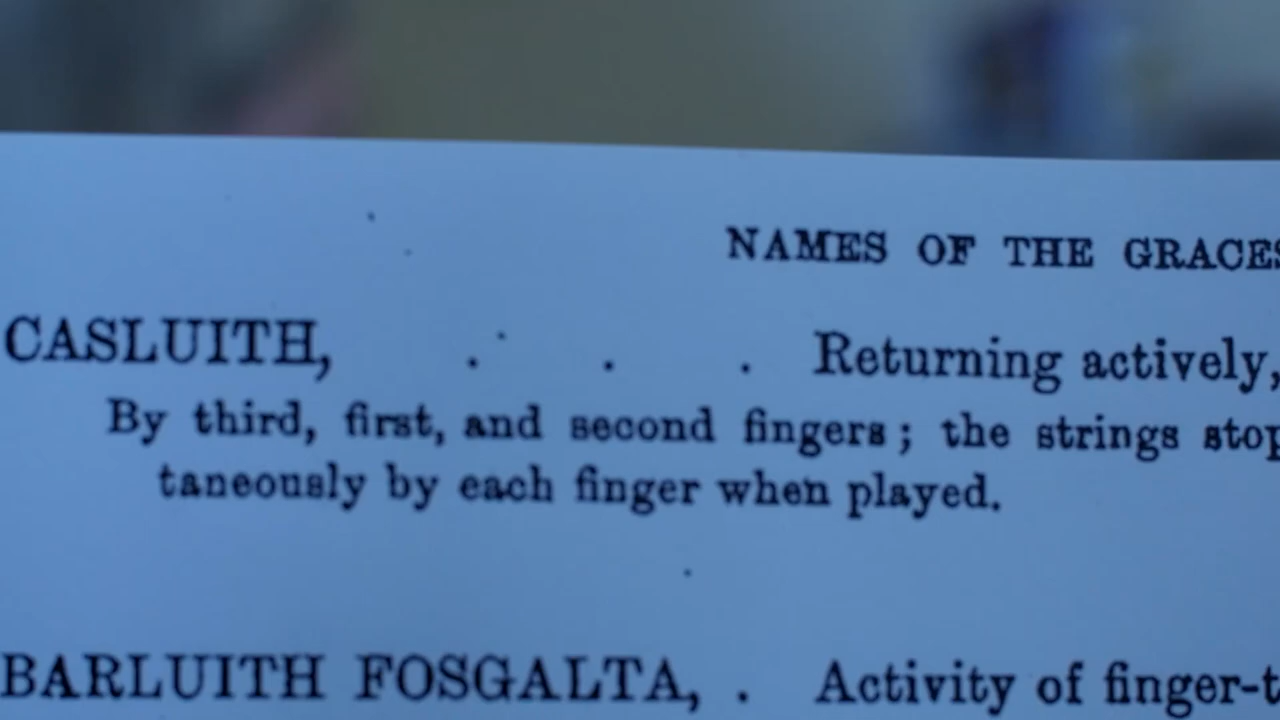 NAMES OF THE GRACES
CASLUITH, . . . Returning actively,
By third, first, and second fingers; the strings
taneously by each finger when played.
BARLUITH FOSGALTA, . Activity of